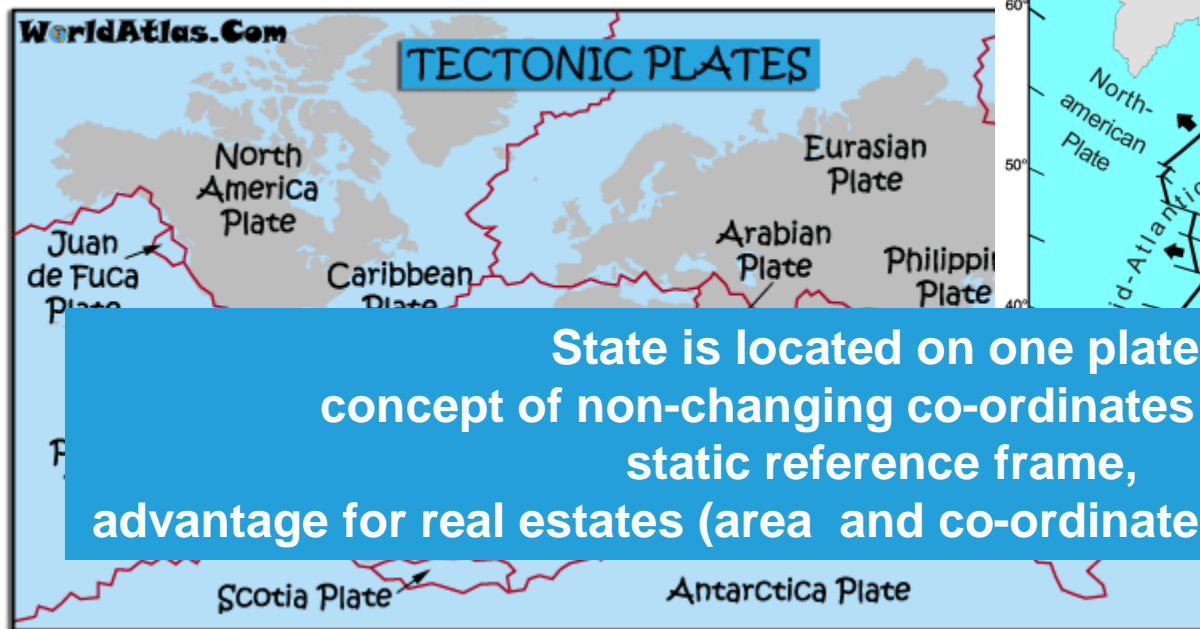 WorldAtlas.Com
TECTONIC PLATES
North
America
Plate
Eurasian
Plate
Juan
de Fuca
Plate
Caribbean
Plate
Arabian
Plate
Plate
60°
North-
american
Plate
50°
40°
State is located on one plate
concept of non-changing co-ordinates
static reference frame,
advantage for real estates (area and co-ordinate
Scotia Plate
Antarctica Plate